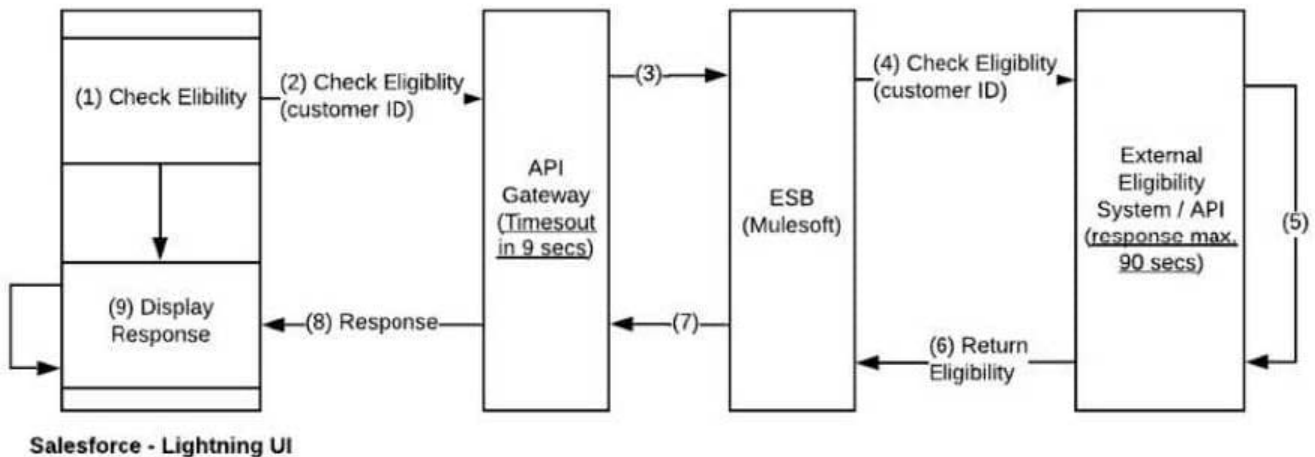 (1) Check Elibility
(2) Check Eligiblity
(customer ID)
API
Gateway
(Timesout
in 9 secs)
(3)
ESB
(Mulesoft)
(4) Check Eligiblity
(customer ID)
External
Eligibility
System / API
(response max.
90 secs)
(5)
(6) Return
Eligibility
(7)
(8) Response
(9) Display
Response
Salesforce - Lightning UI